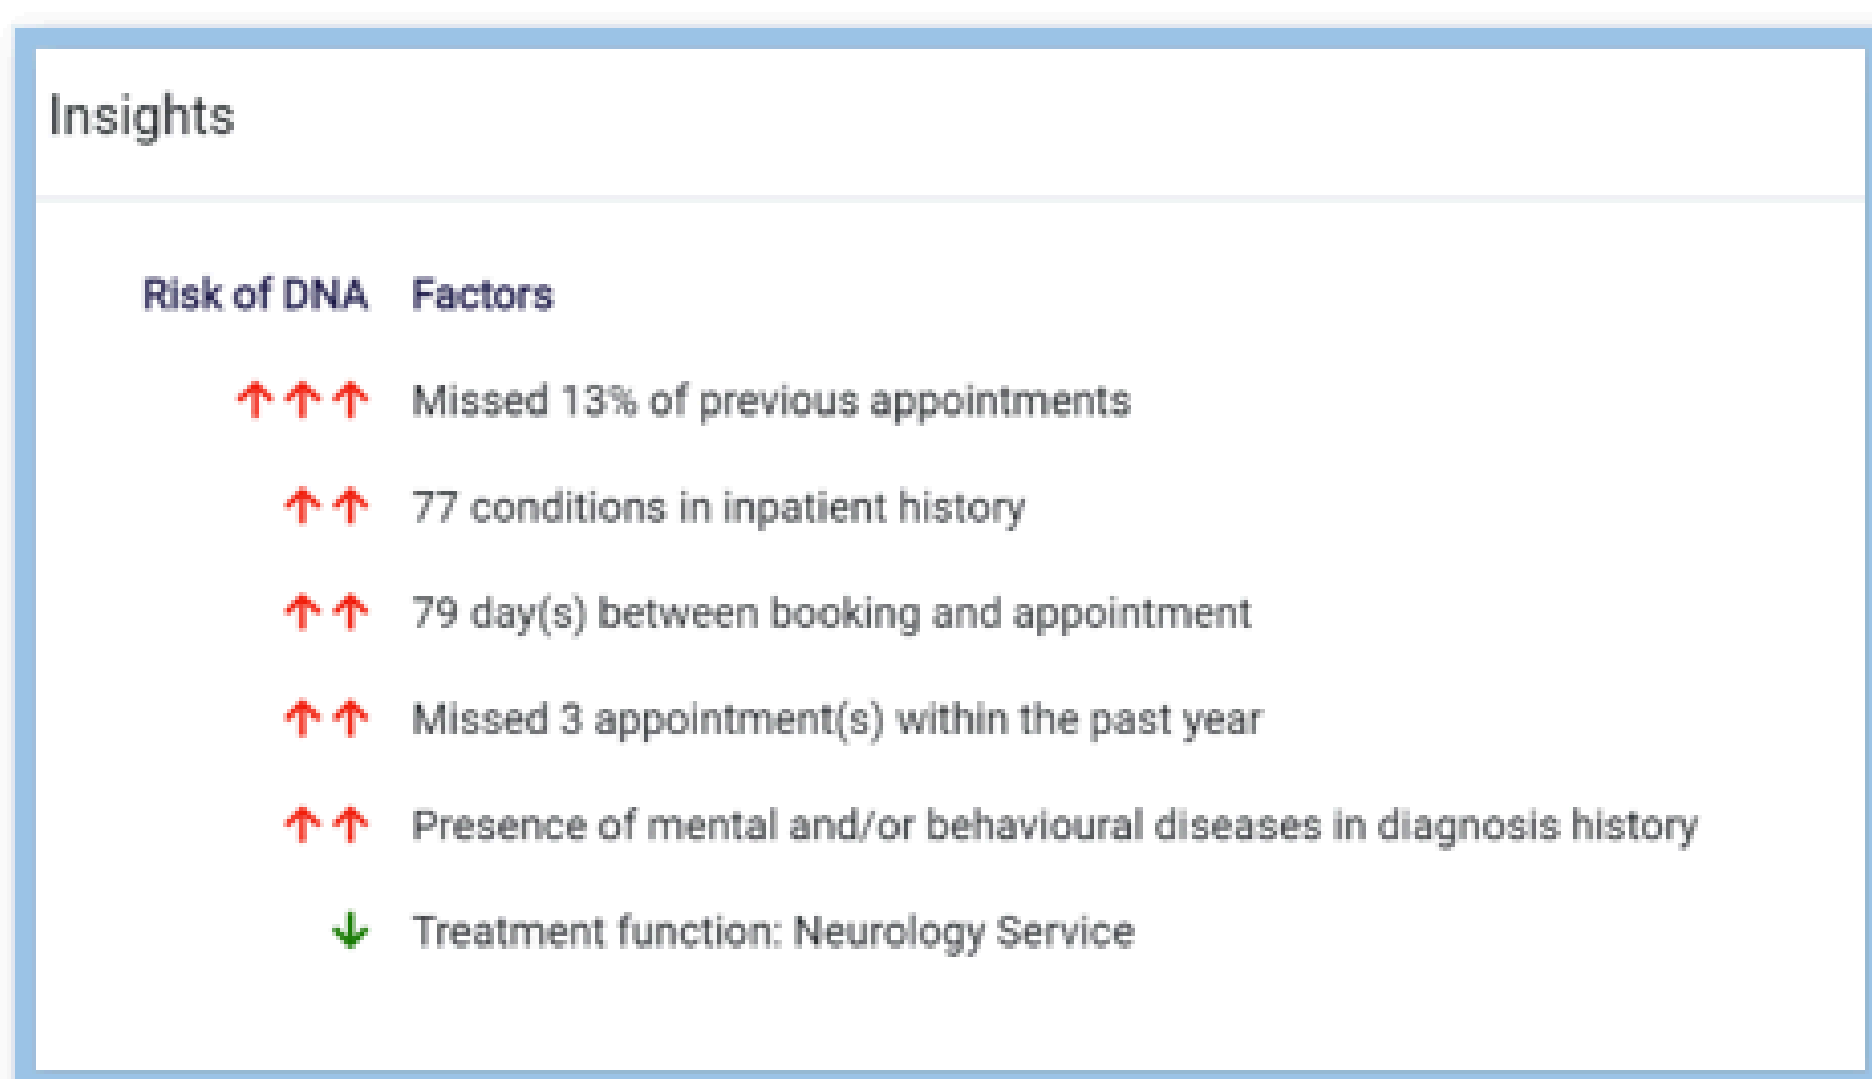 Insights
Risk of DNA Factors
↑↑↑ Missed 13% of previous appointments
↑↑ 77 conditions in inpatient history
↑↑ 79 day(s) between booking and appointment
↑↑ Missed 3 appointment(s) within the past year
↑↑ Presence of mental and/or behavioural diseases in diagnosis history
↓ Treatment function: Neurology Service